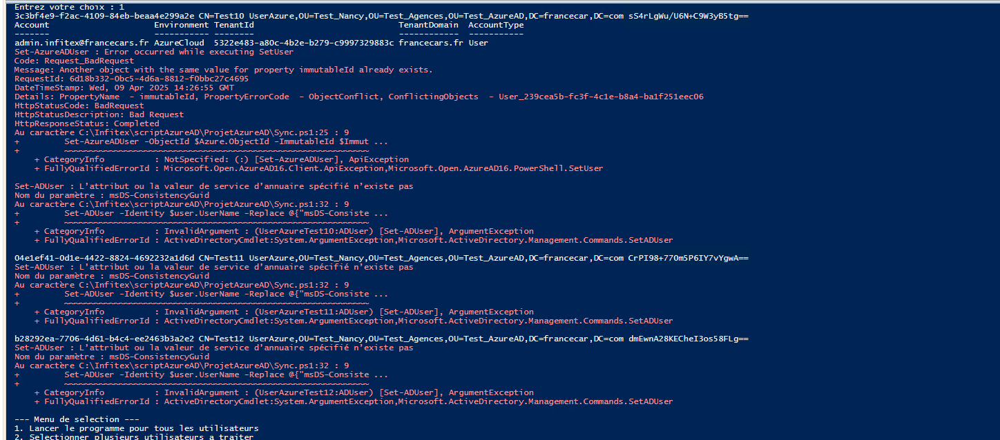 Entrez votre choix : 1
3c3bf4e9-f2ac-4109-84eb-beaa4e299a2e CN=Test10 UserAzure,OU=Test_Nancy,OU=Test_Agences,OU=Test_AzureAD,DC=francecar,DC=com sS4rLgWu/U6N+C9W3yB5tg==
Account Environment TenantId TenantDomain AccountType
------- ----------- -------- ------------ -----------
admin.infitex@francecars.fr AzureCloud 5322e483-a80c-4b2e-b279-c9997329883c francecars.fr User
Set-AzureADUser : Error occurred while executing SetUser
Code: Request_BadRequest
Message: Another object with the same value for property immutableId already exists.
RequestId: 6d18b332-0bc5-4d6a-8812-f0bbc27c4695
DateTimeStamp: Wed, 09 Apr 2025 14:26:55 GMT
Details: PropertyName - immutableId, PropertyErrorCode - ObjectConflict, ConflictingObjects - User_239cea5b-fc3f-4c1e-b8a4-ba1f251eec06
HttpStatusCode: BadRequest
HttpStatusDescription: Bad Request
HttpResponseStatus: Completed
Au caractère C:\Infitex\scriptAzureAD\ProjetAzureAD\Sync.ps1:25 : 9
+ Set-AzureADUser -ObjectId $Azure.ObjectId -ImmutableId $Immut ...
+ ~~~~~~~~~~~~~~~~~~~~~~~~~~~~~~~~~~~~~~~~~~~~~~~~~~~~~~~~~~~~~
+ CategoryInfo : NotSpecified: (:) [Set-AzureADUser], ApiException
+ FullyQualifiedErrorId : Microsoft.Open.AzureAD16.Client.ApiException,Microsoft.Open.AzureAD16.PowerShell.SetUser
Set-ADUser : L’attribut ou la valeur de service d’annuaire spécifié n’existe pas
Nom du paramètre : msDS-ConsistencyGuid
Au caractère C:\Infitex\scriptAzureAD\ProjetAzureAD\Sync.ps1:32 : 9
+ Set-ADUser -Identity $user.UserName -Replace @{"msDS-Consiste ...
+ ~~~~~~~~~~~~~~~~~~~~~~~~~~~~~~~~~~~~~~~~~~~~~~~~~~~~~~~~~~~~~
+ CategoryInfo : InvalidArgument : (UserAzureTest10:ADUser) [Set-ADUser], ArgumentException
+ FullyQualifiedErrorId : ActiveDirectoryCmdlet:System.ArgumentException,Microsoft.ActiveDirectory.Management.Commands.SetADUser
04e1ef41-0d1e-4422-8824-4692232a1d6d CN=Test11 UserAzure,OU=Test_Nancy,OU=Test_Agences,OU=Test_AzureAD,DC=francecar,DC=com CrPI98+77Om5P6IY7vYgwA==
Set-ADUser : L’attribut ou la valeur de service d’annuaire spécifié n’existe pas
Nom du paramètre : msDS-ConsistencyGuid
Au caractère C:\Infitex\scriptAzureAD\ProjetAzureAD\Sync.ps1:32 : 9
+ Set-ADUser -Identity $user.UserName -Replace @{"msDS-Consiste ...
+ ~~~~~~~~~~~~~~~~~~~~~~~~~~~~~~~~~~~~~~~~~~~~~~~~~~~~~~~~~~~~~
+ CategoryInfo : InvalidArgument : (UserAzureTest11:ADUser) [Set-ADUser], ArgumentException
+ FullyQualifiedErrorId : ActiveDirectoryCmdlet:System.ArgumentException,Microsoft.ActiveDirectory.Management.Commands.SetADUser
b28292ea-7706-4d61-b4c4-ee2463b3a2e2 CN=Test12 UserAzure,OU=Test_Nancy,OU=Test_Agences,OU=Test_AzureAD,DC=francecar,DC=com dmEwnA28KECheI3os58FLg==
Set-ADUser : L’attribut ou la valeur de service d’annuaire spécifié n’existe pas
Nom du paramètre : msDS-ConsistencyGuid
Au caractère C:\Infitex\scriptAzureAD\ProjetAzureAD\Sync.ps1:32 : 9
+ Set-ADUser -Identity $user.UserName -Replace @{"msDS-Consiste ...
+ ~~~~~~~~~~~~~~~~~~~~~~~~~~~~~~~~~~~~~~~~~~~~~~~~~~~~~~~~~~~~~
+ CategoryInfo : InvalidArgument : (UserAzureTest12:ADUser) [Set-ADUser], ArgumentException
+ FullyQualifiedErrorId : ActiveDirectoryCmdlet:System.ArgumentException,Microsoft.ActiveDirectory.Management.Commands.SetADUser
--- Menu de selection ---
1. Lancer le programme pour tous les utilisateurs
2. Selectionner plusieurs utilisateurs a traiter